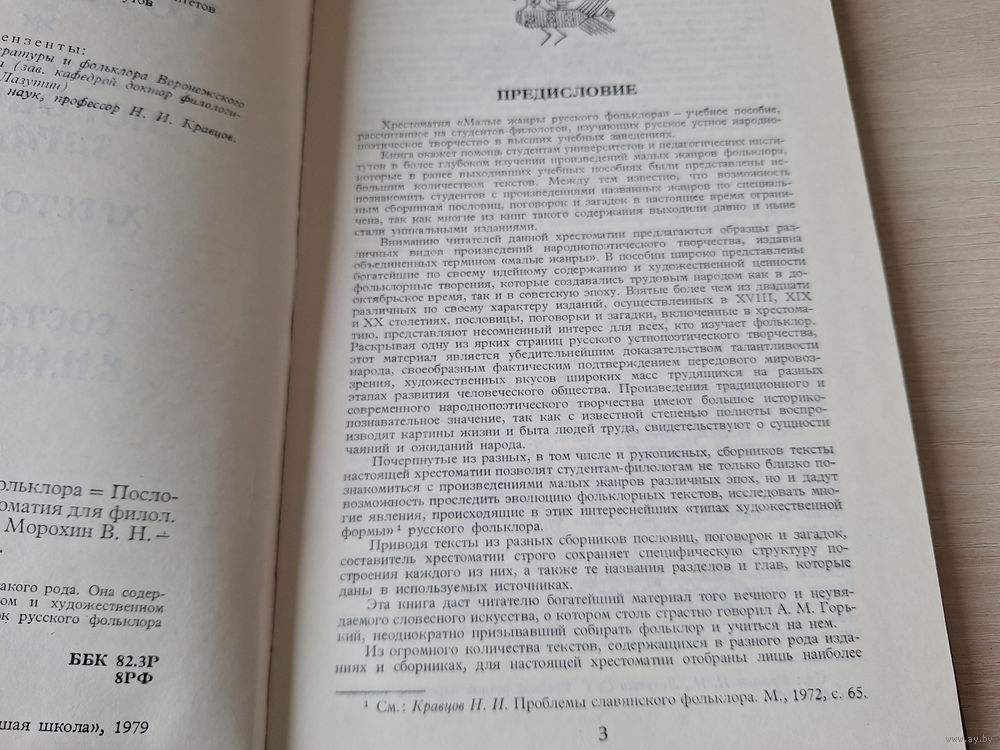 итетов
утов
ензенты:
ературы и фольклора Воронежского
(зав. кафедрой доктор филологи-
Лазутин)
наук, профессор Н. И. Кравцов.
ольклора = Посло-
оматия для филол.
Морохин В. Н. —
акого рода. Она содер-
ом и художественном
ок русского фольклора
ББК 82.3Р
8РФ
шая школа», 1979
ПРЕДИСЛОВИЕ
Хрестоматия «Малые жанры русского фольклора» — учебное пособие,
рассчитанное на студентов-филологов, изучающих русское устное народно-
поэтическое творчество в высших учебных заведениях.
Книга окажет помощь студентам университетов и педагогических инсти-
тутов в более глубоком изучении произведений малых жанров фольклора,
которые в ранее выходивших учебных пособиях были представлены не-
большим количеством текстов. Между тем известно, что возможность
познакомить студентов с произведениями названных жанров по специаль-
ным сборникам пословиц, поговорок и загадок в настоящее время ограни-
чена, так как многие из книг такого содержания выходили давно и ныне
стали уникальными изданиями.
Вниманию читателей данной хрестоматии предлагаются образцы раз-
личных видов произведений народнопоэтического творчества, издавна
объединенных термином «малые жанры». В пособии широко представлены
богатейшие по своему идейному содержанию и художественной ценности
фольклорные творения, которые создавались трудовым народом как в до-
октябрьское время, так и в советскую эпоху. Взятые более чем из двадцати
различных по своему характеру изданий, осуществленных в XVIII, XIX
и XX столетиях, пословицы, поговорки и загадки, включенные в хрестома-
тию, представляют несомненный интерес для всех, кто изучает фольклор.
Раскрывая одну из ярких страниц русского устнопоэтического творчества,
этот материал является убедительнейшим доказательством талантливости
народа, своеобразным фактическим подтверждением передового мировоз-
зрения, художественных вкусов широких масс трудящихся на разных
этапах развития человеческого общества. Произведения традиционного и
современного народнопоэтического творчества имеют большое историко-
познавательное значение, так как с известной степенью полноты воспро-
изводят картины жизни и быта людей труда, свидетельствуют о сущности
чаяний и ожиданий народа.
Почерпнутые из разных, в том числе и рукописных, сборников тексты
настоящей хрестоматии позволят студентам-филологам не только близко по-
знакомиться с произведениями малых жанров различных эпох, но и дадут
возможность проследить эволюцию фольклорных текстов, исследовать мно-
гие явления, происходящие в этих интереснейших «типах художественной
формы» ¹ русского фольклора.
Приводя тексты из разных сборников пословиц, поговорок и загадок,
составитель хрестоматии строго сохраняет специфическую структуру по-
строения каждого из них, а также те названия разделов и глав, которые
даны в используемых источниках.
Эта книга даст читателю богатейший материал того вечного и неувя-
даемого словесного искусства, о котором столь страстно говорил А. М. Горь-
кий, неоднократно призывавший собирать фольклор и учиться на нем.
Из огромного количества текстов, содержащихся в разного рода изда-
ниях и сборниках, для настоящей хрестоматии отобраны лишь наиболее
¹ См.: Кравцов Н. И. Проблемы славянского фольклора. М., 1972, с. 65.
3
www.ay.by